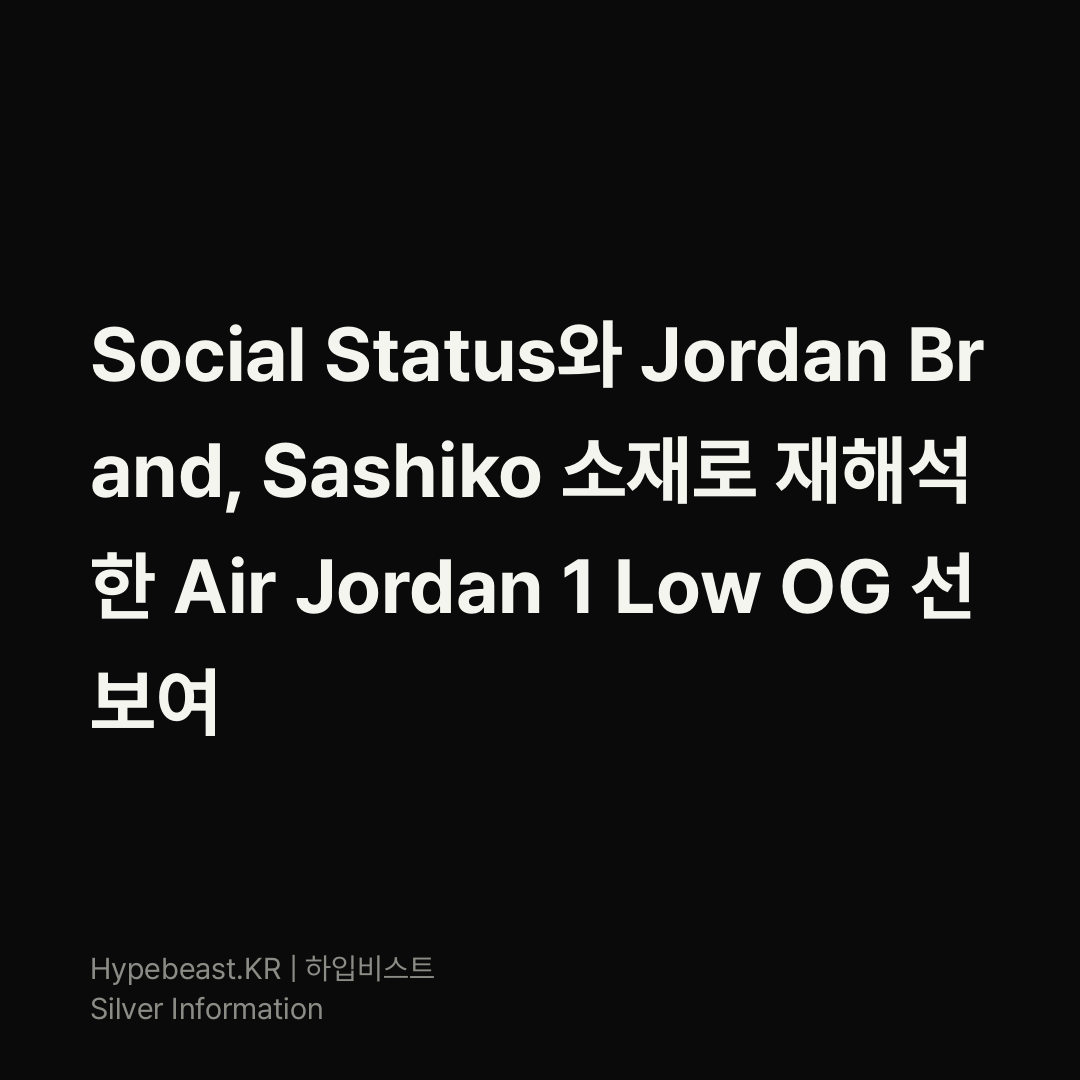 Social Status와 Jordan Br
and, Sashiko 소재로 재해석
한 Air Jordan 1 Low OG 선
보여
Hypebeast.KR | 하입비스트
Silver Information